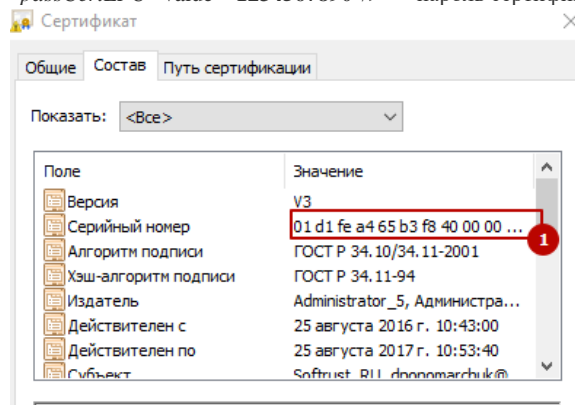 Сертификат
Общие Состав Путь сертификации
Показать: <Все>
Поле Значение
Версия V3
Серийный номер 01 d1 fe a4 65 b3 f8 40 00 00 ...
1
Алгоритм подписи ГОСТ Р 34.10/34.11-2001
Хэш-алгоритм подписи ГОСТ Р 34.11-94
Издатель Administrator_5, Администра...
Действителен с 25 августа 2016 г. 10:43:00
Действителен по 25 августа 2017 г. 10:53:40
Субъект Softrust, RU, dponomarchuk@